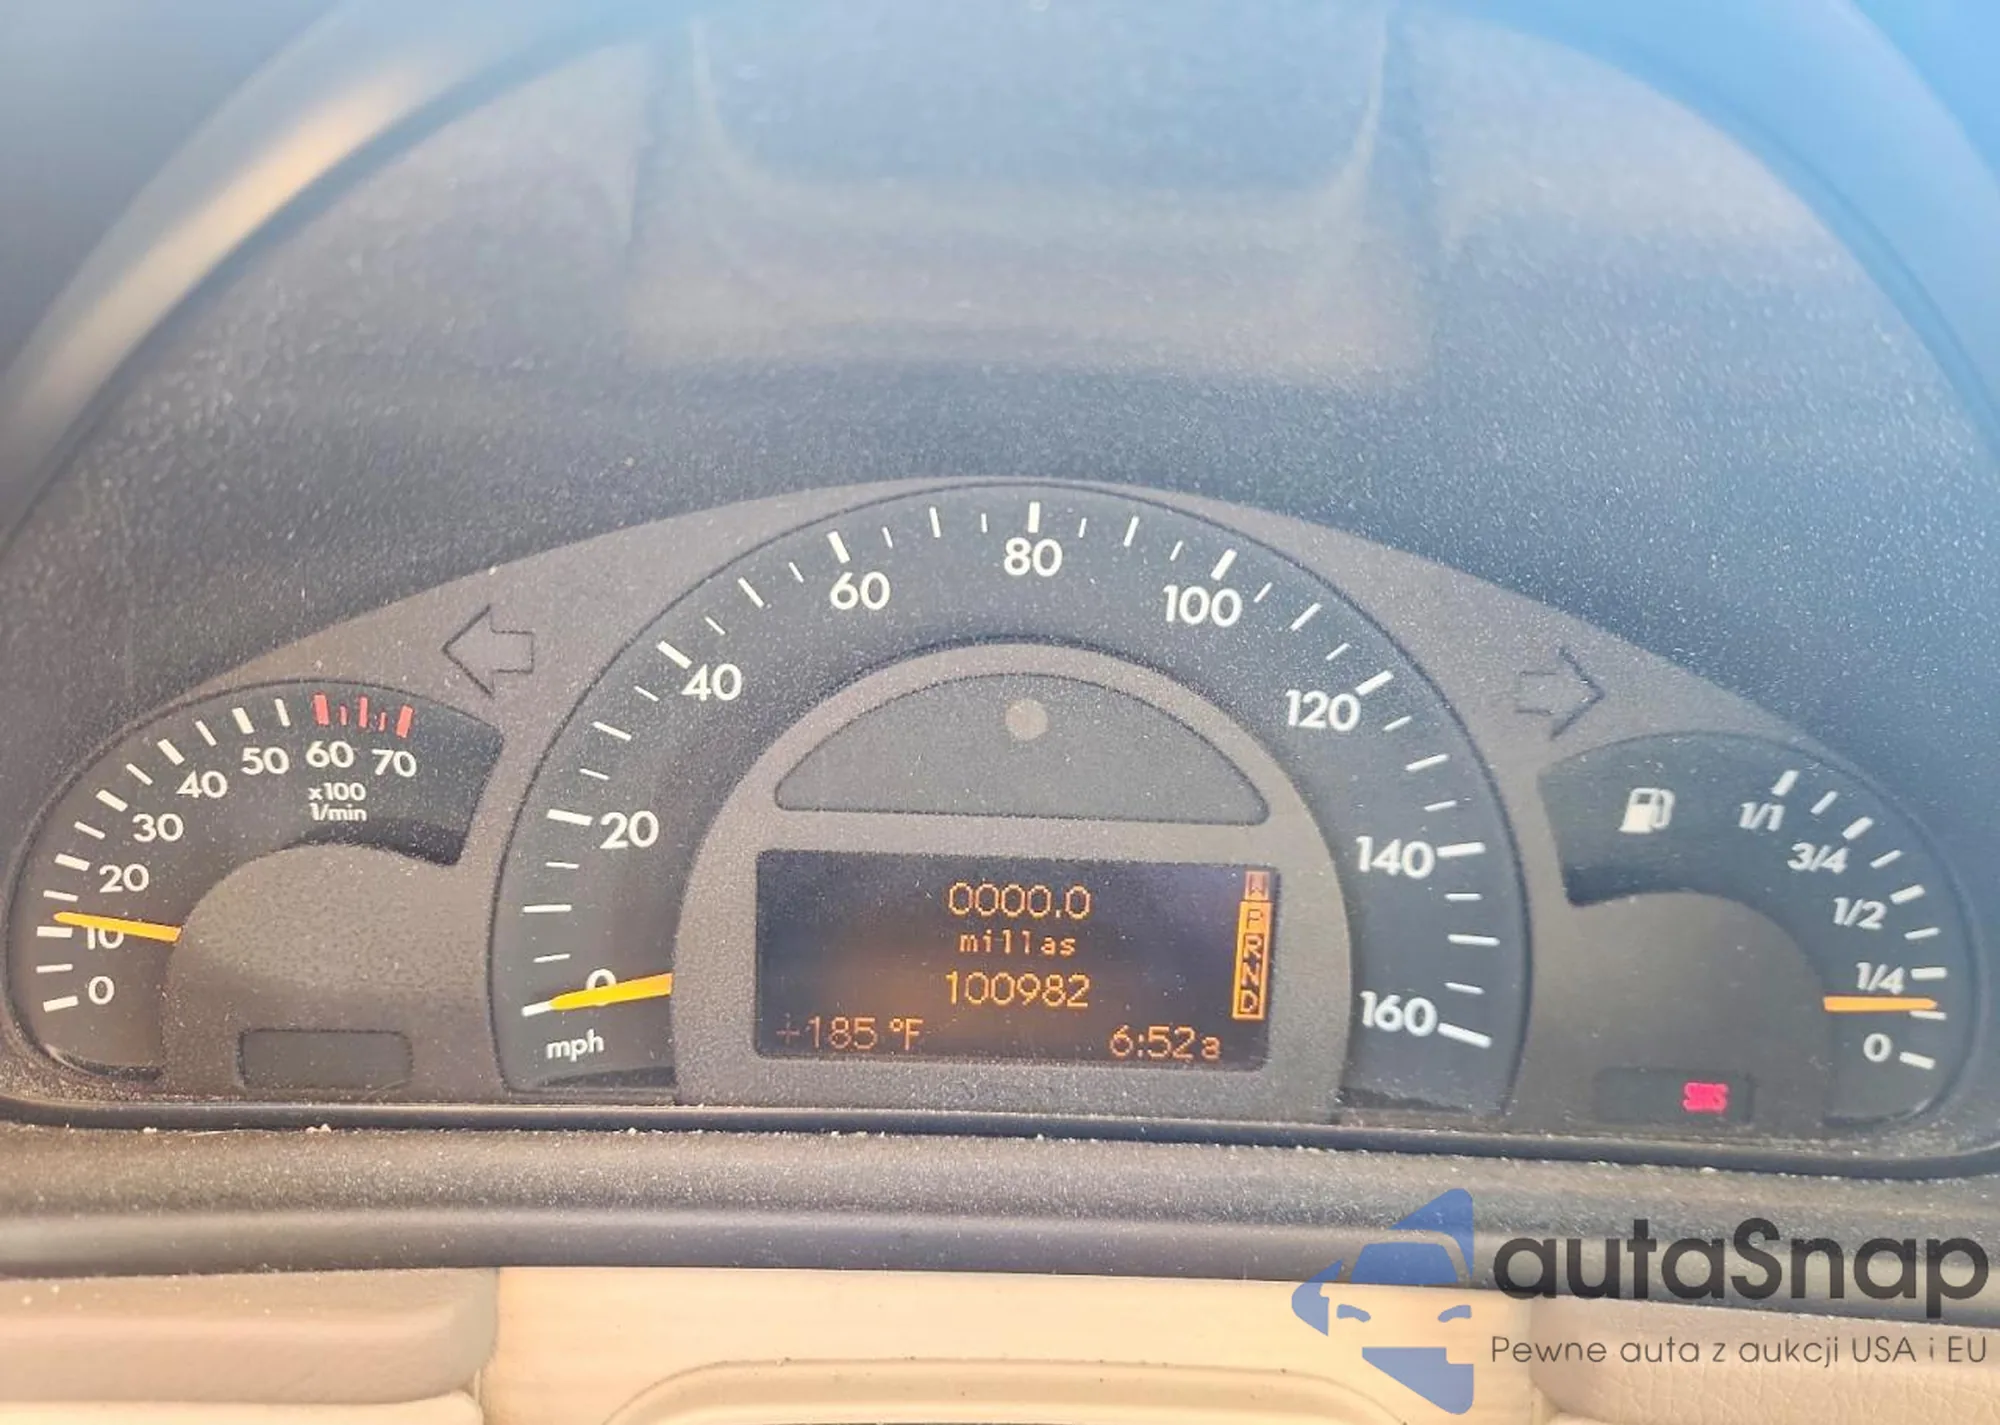 80
60
100
40
120
50 60 70
40
x100
1/min
30
20
10
0
20
140
160
0
mph
0000.0
millas
100982
+185 °F
6:52a
P
R
N
D
1/1
3/4
1/2
1/4
0
SRS
autaSnap
Pewne auta z aukcji USA i EU